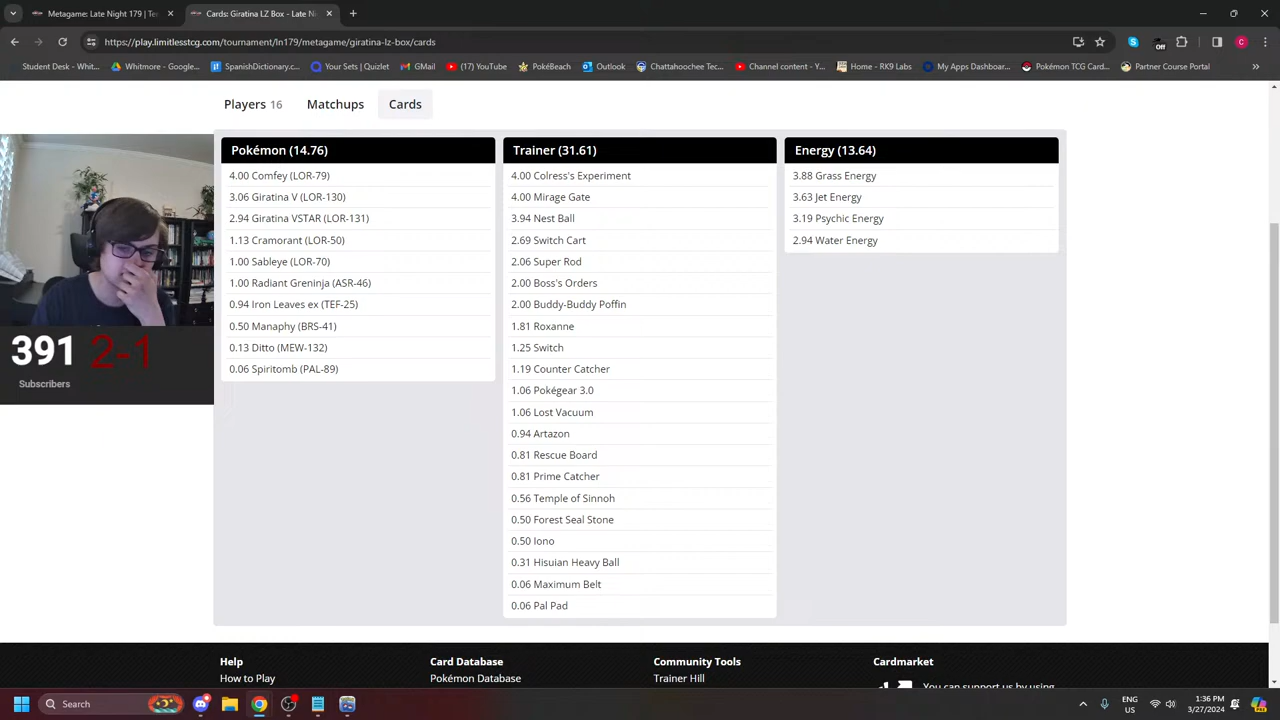 Metagame: Late Night 179 | Te
Cards: Giratina LZ Box - Late N
https://play.limitlesstcg.com/tournament/ln179/metagame/giratina-lz-box/cards
Off
Student Desk - Whit...
Whitmore - Google...
SpanishDictionary.c...
Your Sets | Quizlet
GMail
(17) YouTube
PokéBeach
Outlook
Chattahoochee Tec...
Channel content - Y...
Home - RK9 Labs
My Apps Dashboar...
Pokémon TCG Card...
Partner Course Portal
Players 16
Matchups
Cards
Pokémon (14.76)
4.00 Comfey (LOR-79)
3.06 Giratina V (LOR-130)
2.94 Giratina VSTAR (LOR-131)
1.13 Cramorant (LOR-50)
1.00 Sableye (LOR-70)
1.00 Radiant Greninja (ASR-46)
0.94 Iron Leaves ex (TEF-25)
0.50 Manaphy (BRS-41)
0.13 Ditto (MEW-132)
0.06 Spiritomb (PAL-89)
Trainer (31.61)
4.00 Colress's Experiment
4.00 Mirage Gate
3.94 Nest Ball
2.69 Switch Cart
2.06 Super Rod
2.00 Boss's Orders
2.00 Buddy-Buddy Poffin
1.81 Roxanne
1.25 Switch
1.19 Counter Catcher
1.06 Pokégear 3.0
1.06 Lost Vacuum
0.94 Artazon
0.81 Rescue Board
0.81 Prime Catcher
0.56 Temple of Sinnoh
0.50 Forest Seal Stone
0.50 Iono
0.31 Hisuian Heavy Ball
0.06 Maximum Belt
0.06 Pal Pad
Energy (13.64)
3.88 Grass Energy
3.63 Jet Energy
3.19 Psychic Energy
2.94 Water Energy
391 2-1
Subscribers
Help
How to Play
Card Database
Pokémon Database
Community Tools
Trainer Hill
Cardmarket
You can support us by using
Search
ENG
US
1:36 PM
3/27/2024